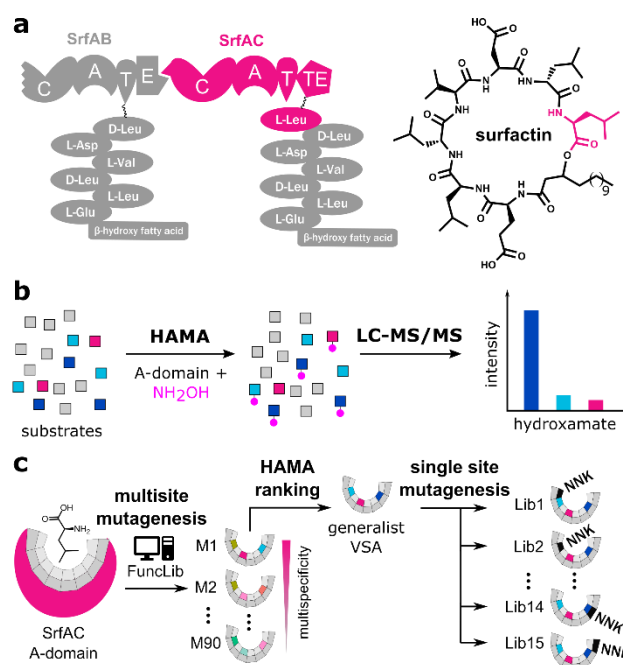 a
SrfAB
SrfAC
C A T E C A T TE
D-Leu
L-Asp
L-Val
D-Leu
L-Leu
L-Glu
β-hydroxy fatty acid
L-Leu
D-Leu
L-Asp
L-Val
D-Leu
L-Leu
L-Glu
β-hydroxy fatty acid
HO
O
O
O
N
H
NH
HN
O
O
NH
surfactin
O
HN
NH
O
O
O
H
N
N
H
O
O
( )9
HO
O
b
HAMA
A-domain +
NH2OH
substrates
LC-MS/MS
intensity
hydroxamate
c
OH
O
NH2
SrfAC
A-domain
multisite
mutagenesis
FuncLib
M1
M2
M90
multispecificity
HAMA
ranking
generalist
VSA
single site
mutagenesis
Lib1
NNK
Lib2
NNK
Lib14
NNK
Lib15
NNK